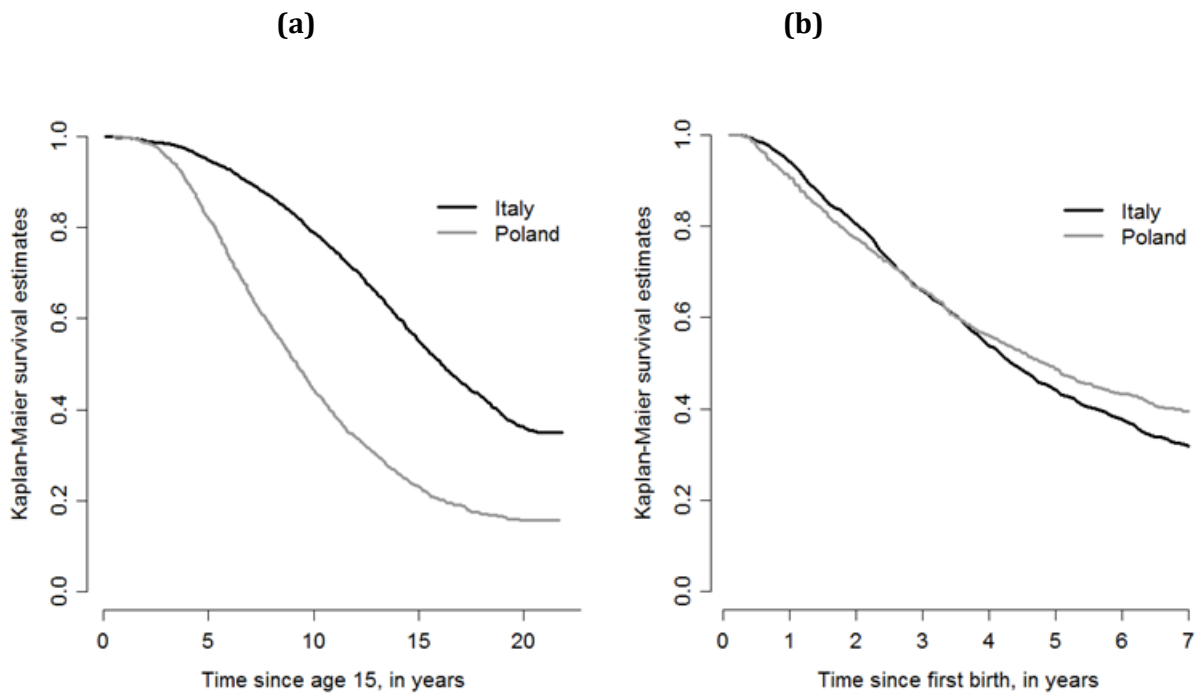 (a)
Kaplan-Maier survival estimates
1.0
0.8
0.6
0.4
0.2
0.0
Italy
Poland
0 5 10 15 20
Time since age 15, in years
(b)
Kaplan-Maier survival estimates
1.0
0.8
0.6
0.4
0.2
0.0
Italy
Poland
0 1 2 3 4 5 6 7
Time since first birth, in years